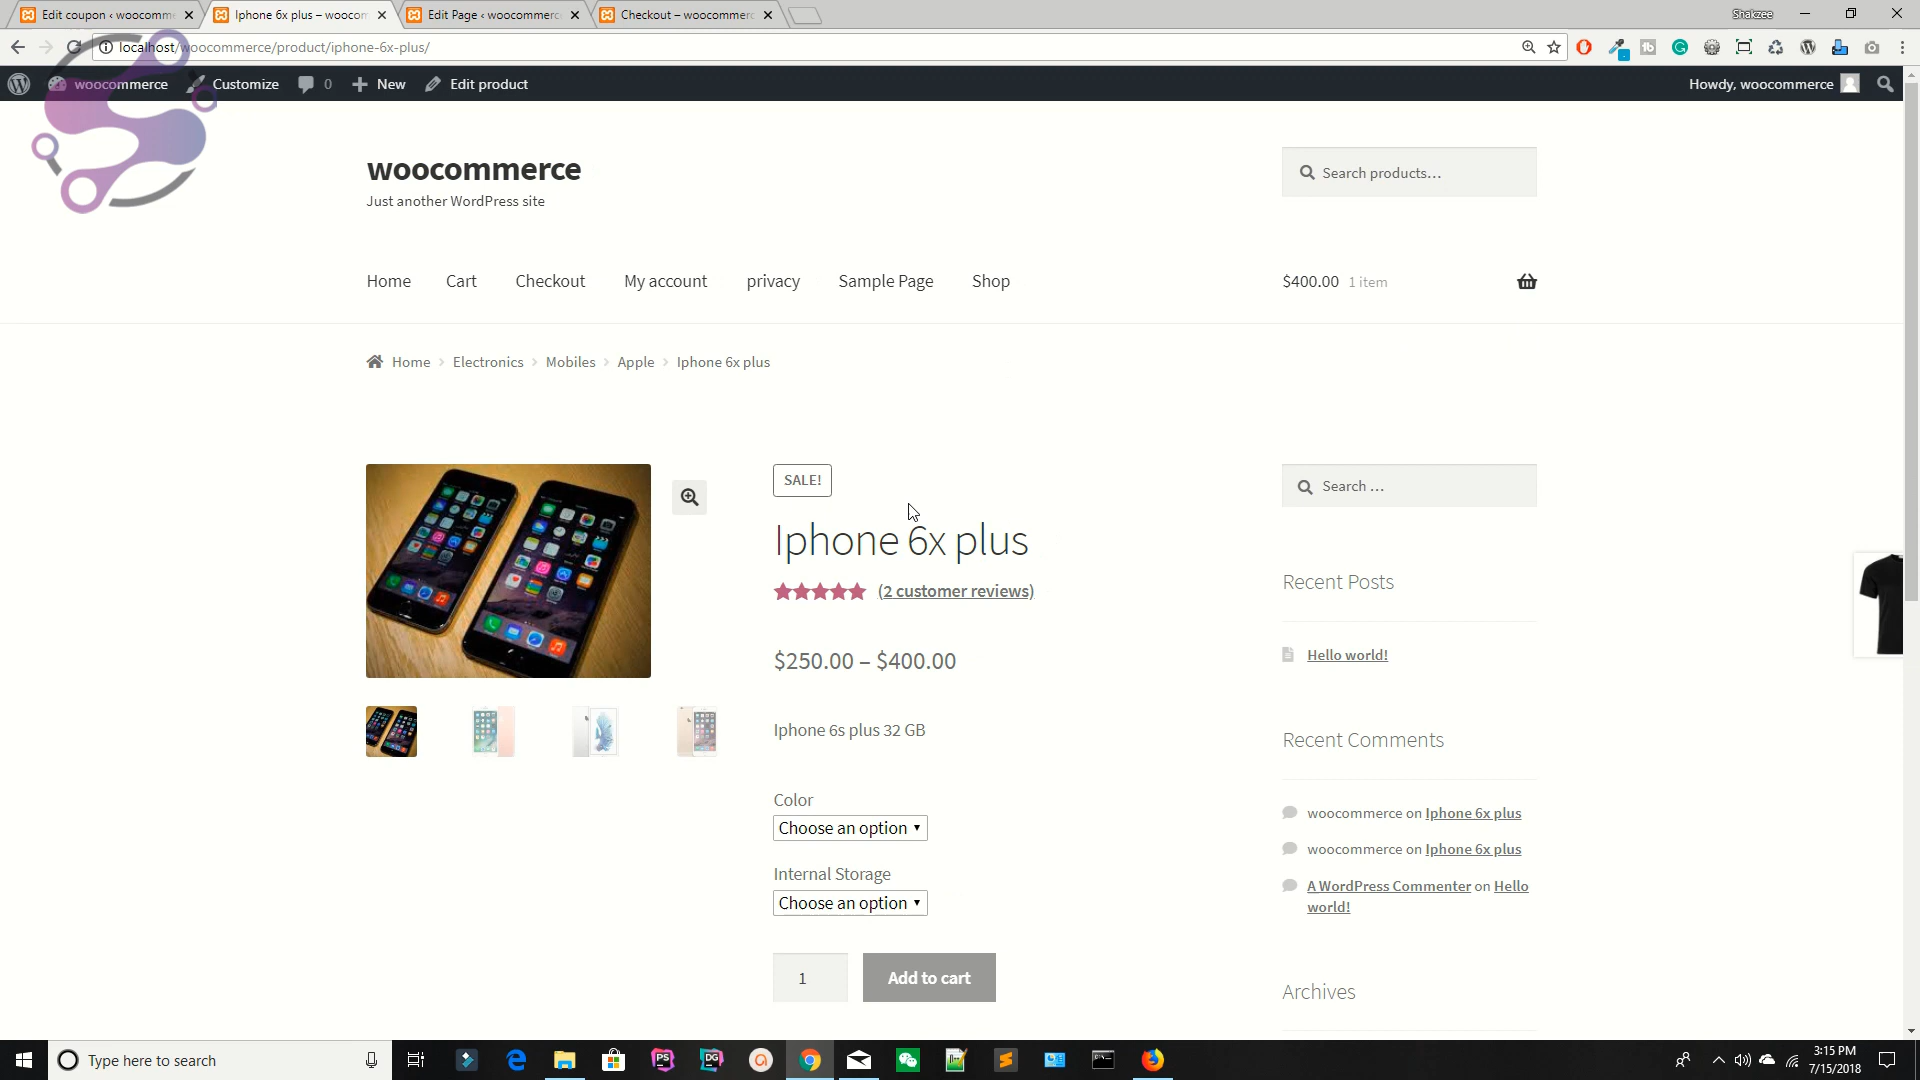 Edit coupon ‹ woocomme
Iphone 6x plus – woocom
Edit Page ‹ woocommerc
Checkout – woocommerc
Shakzee
localhost/woocommerce/product/iphone-6x-plus/
woocommerce
Customize
0
New
Edit product
Howdy, woocommerce
woocommerce
Just another WordPress site
Search products…
Home
Cart
Checkout
My account
privacy
Sample Page
Shop
$400.00 1 item
Home
Electronics
Mobiles
Apple
Iphone 6x plus
SALE!
Iphone 6x plus
(2 customer reviews)
$250.00 – $400.00
Iphone 6s plus 32 GB
Color
Choose an option
Internal Storage
Choose an option
1
Add to cart
Search …
Recent Posts
Hello world!
Recent Comments
woocommerce on Iphone 6x plus
woocommerce on Iphone 6x plus
A WordPress Commenter on Hello
world!
Archives
Type here to search
PS
DG
3:15 PM
7/15/2018